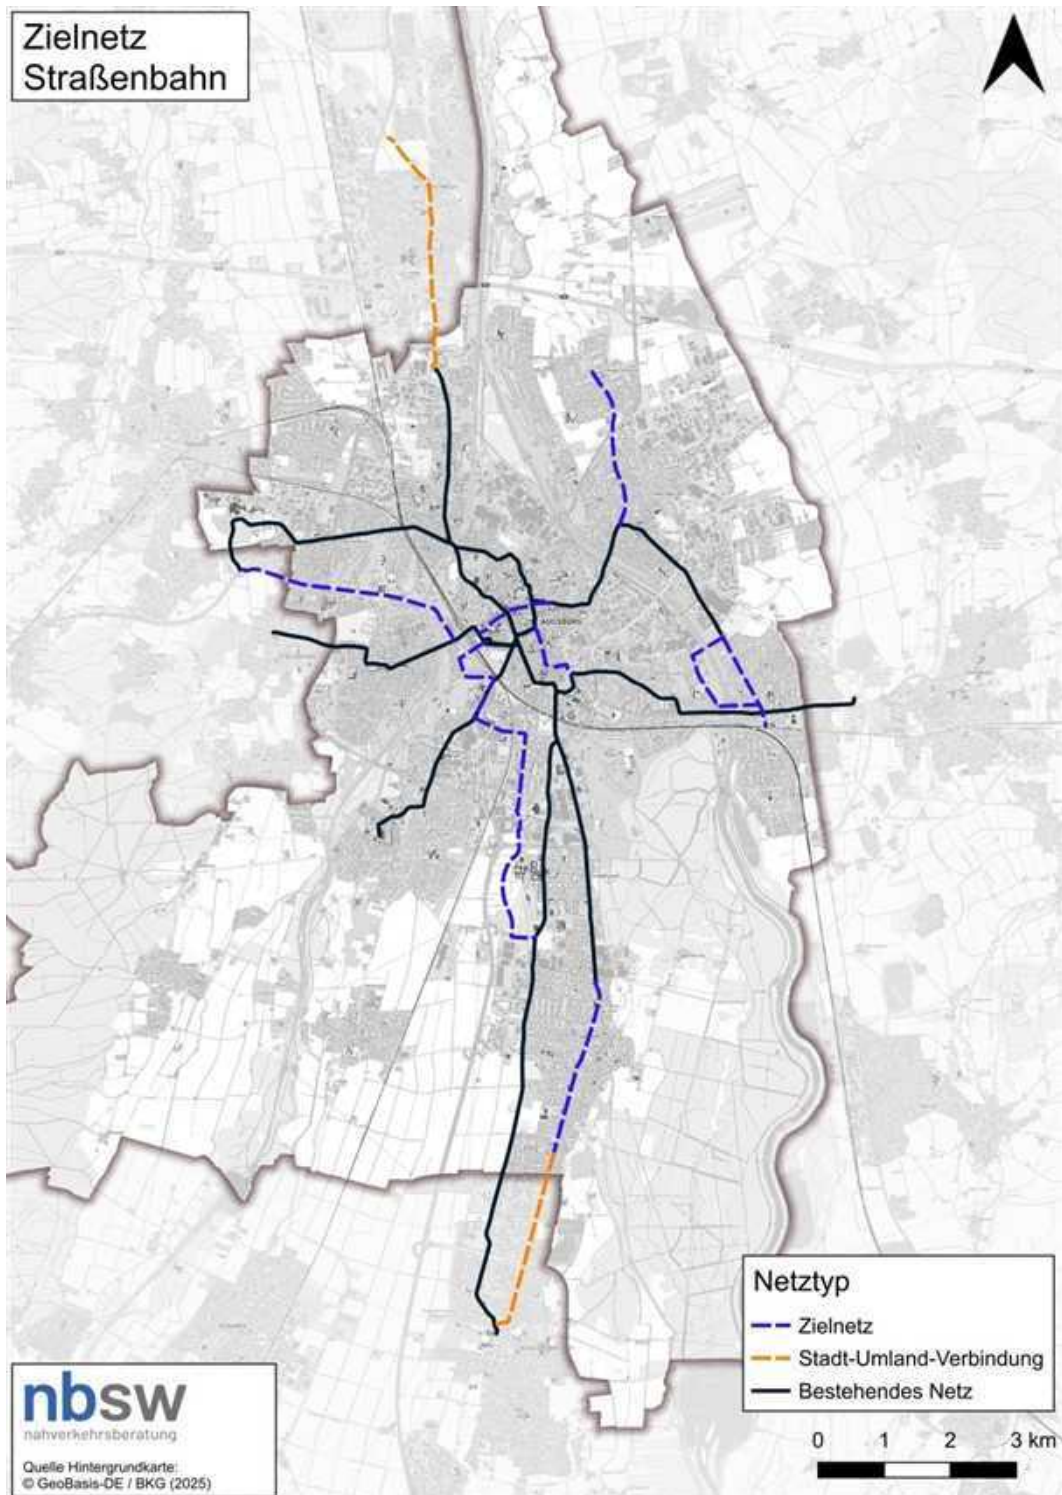 Zielnetz
Straßenbahn
AUGSBURG
Netztyp
Zielnetz
Stadt-Umland-Verbindung
Bestehendes Netz
0 1 2 3 km
nbsw
nahverkehrsberatung
Quelle Hintergrundkarte:
© GeoBasis-DE / BKG (2025)